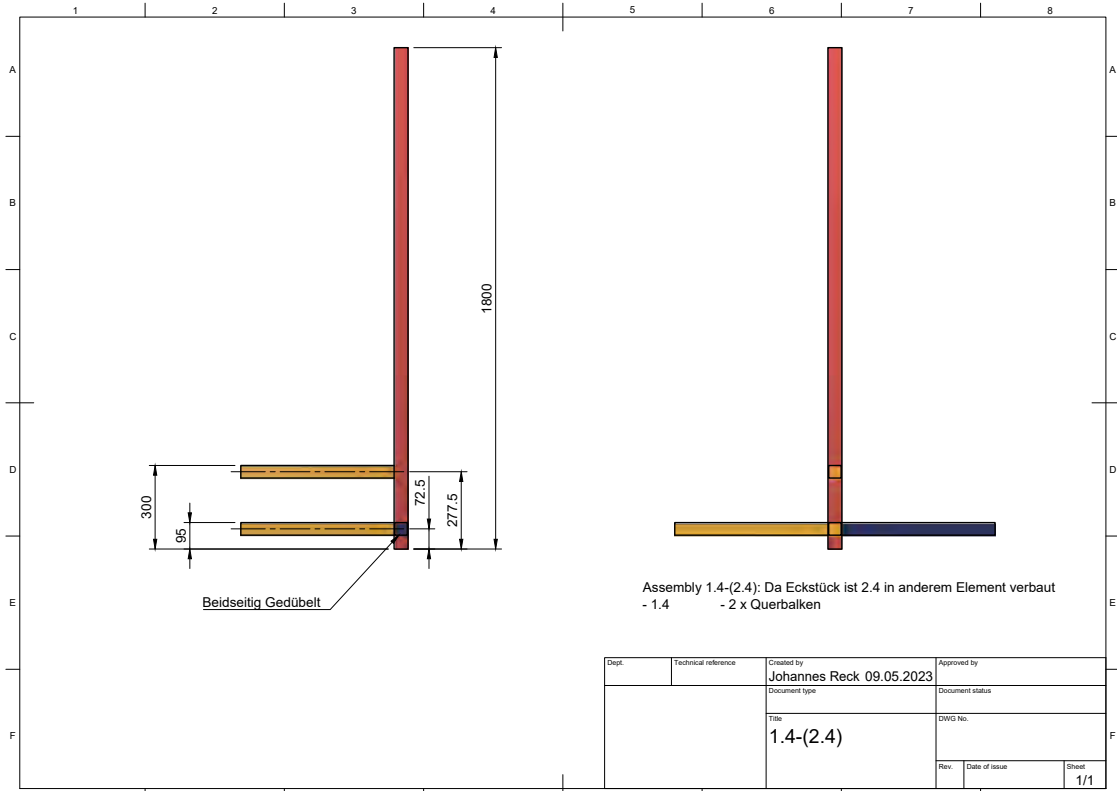 1 2 3 4 5 6 7 8
A A
B B
C C
D D
E E
F F
1800
300
95
72.5
277.5
Beidseitig Gedübelt
Assembly 1.4-(2.4): Da Eckstück ist 2.4 in anderem Element verbaut
- 1.4 - 2 x Querbalken
Dept. Technical reference Created by Approved by
Johannes Reck 09.05.2023
Document type Document status
Title DWG No.
1.4-(2.4)
Rev. Date of issue Sheet
1/1